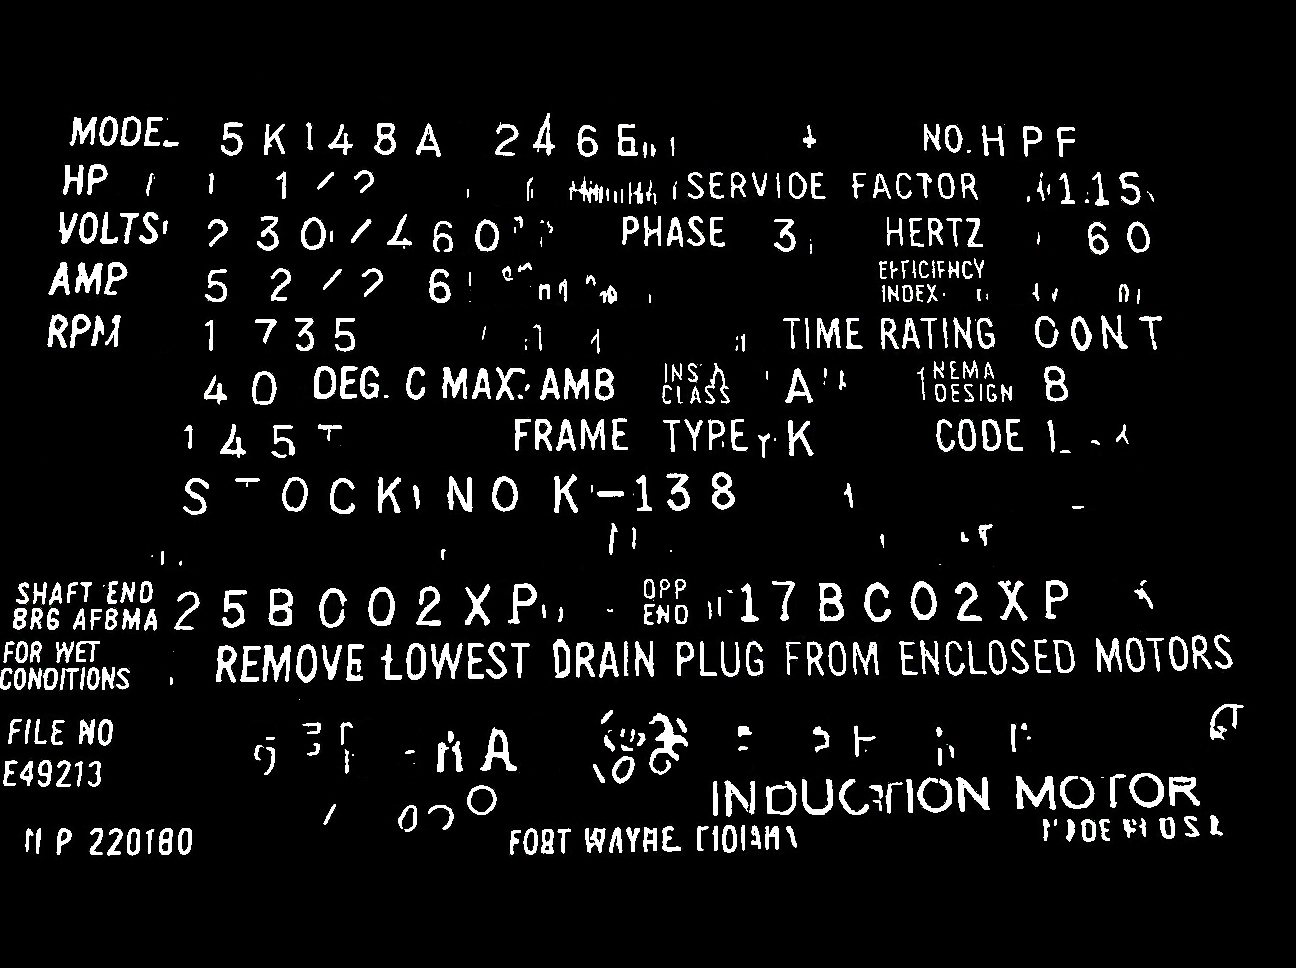 MODEL 5K148A 246E NO. HPF
HP 1 1/2 SERVICE FACTOR 1.15
VOLTS 230/460 PHASE 3 HERTZ 60
AMP 5 2/2 6 EFFICIENCY INDEX
RPM 1735 TIME RATING CONT
40 DEG. C MAX. AMB INS CLASS A NEMA DESIGN B
145T FRAME TYPE K CODE L
STOCK NO K-138
SHAFT END BRG AFBMA 25BC02XP OPP END 17BC02XP
FOR WET CONDITIONS REMOVE LOWEST DRAIN PLUG FROM ENCLOSED MOTORS
FILE NO
E49213
INDUCTION MOTOR
N P 220180 FORT WAYNE, INDIANA